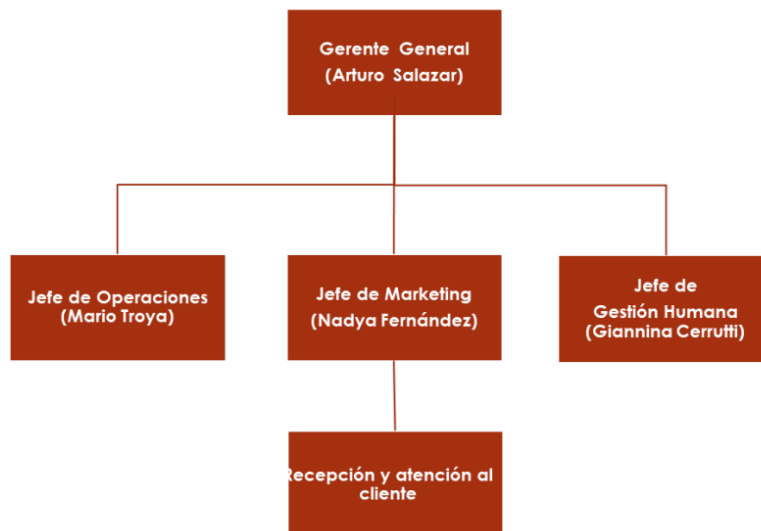 Gerente General
(Arturo Salazar)
Jefe de Operaciones
(Mario Troya)
Jefe de Marketing
(Nadya Fernández)
Jefe de
Gestión Humana
(Giannina Cerrutti)
Recepción y atención al
cliente